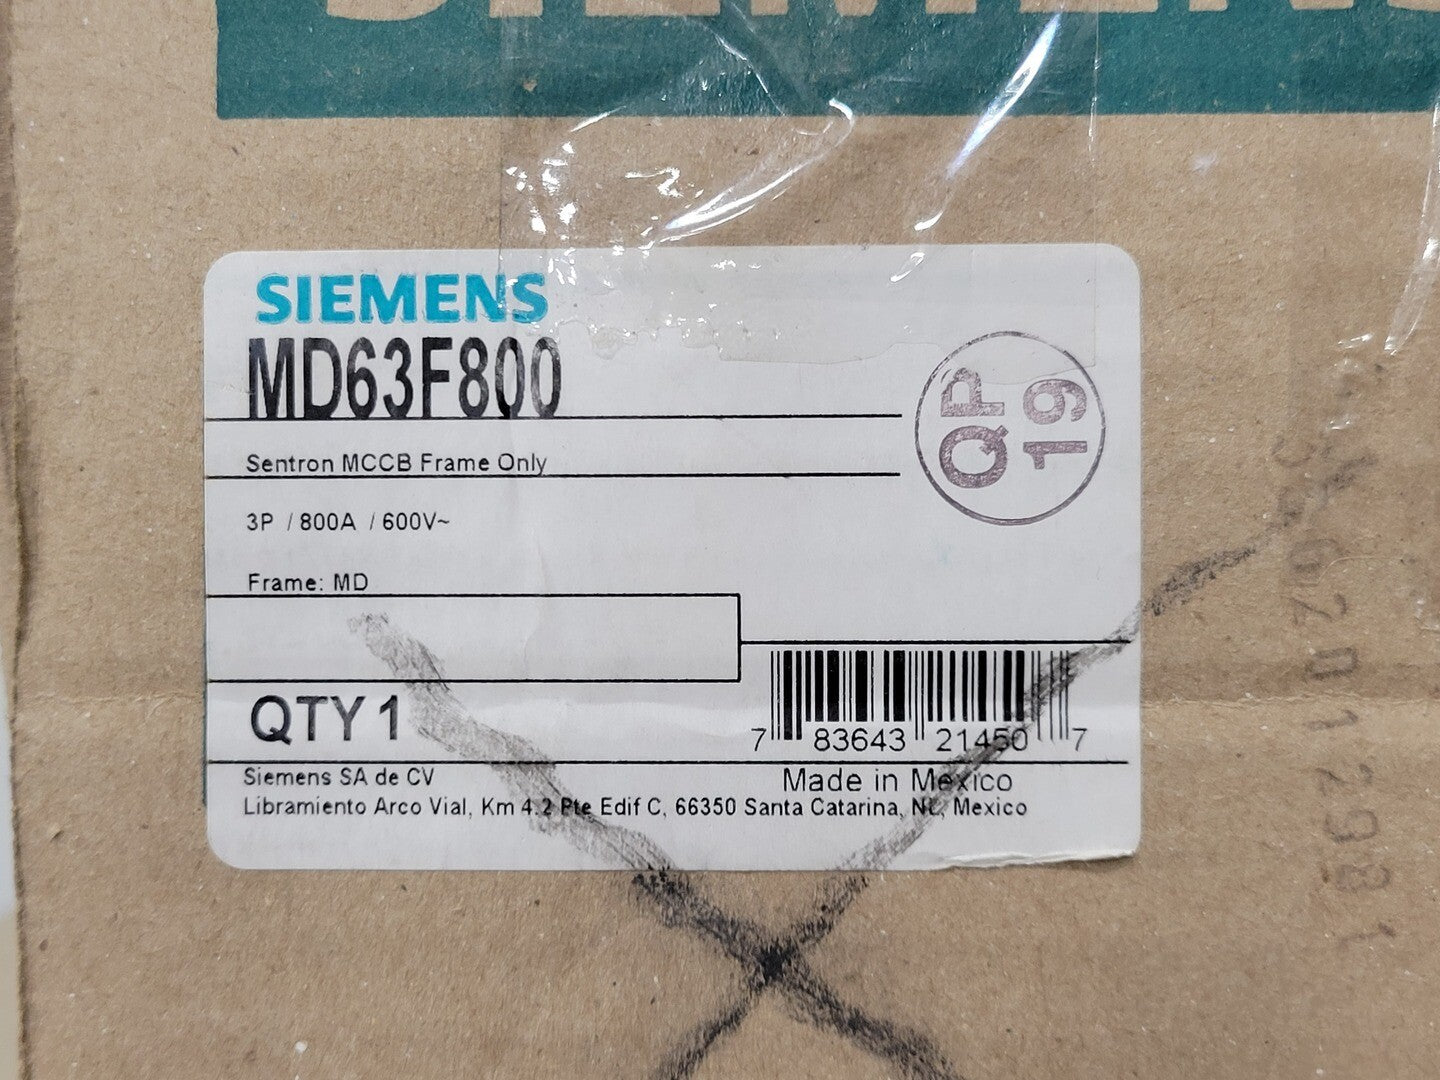 SIEMENS
SIEMENS
MD63F800
QP
19
Sentron MCCB Frame Only
3P / 800A / 600V~
Frame: MD
QTY 1
7 83643 21450 7
Siemens SA de CV
Made in Mexico
Libramiento Arco Vial, Km 4.2 Pte Edif C, 66350 Santa Catarina, NL, Mexico